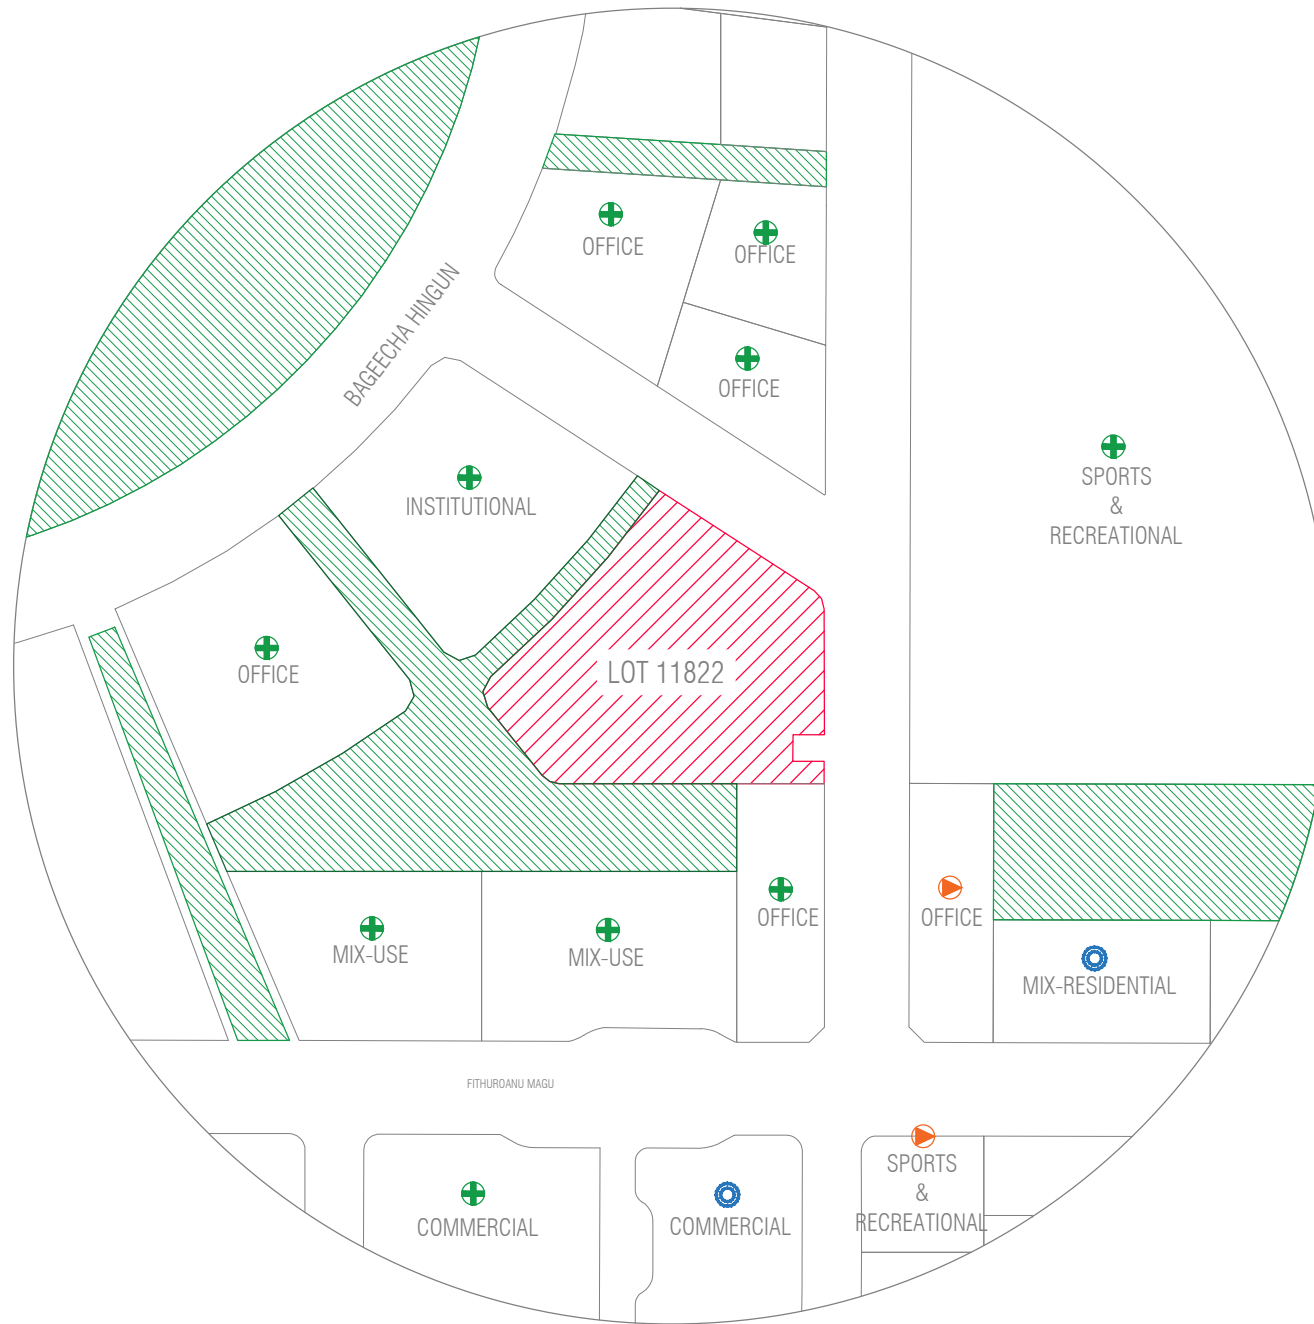 OFFICE
OFFICE
BAGEECHA HINGUN
OFFICE
SPORTS
&
RECREATIONAL
INSTITUTIONAL
OFFICE
LOT 11822
OFFICE
OFFICE
MIX-USE
MIX-USE
MIX-RESIDENTIAL
FITHUROANU MAGU
SPORTS
&
RECREATIONAL
COMMERCIAL
COMMERCIAL